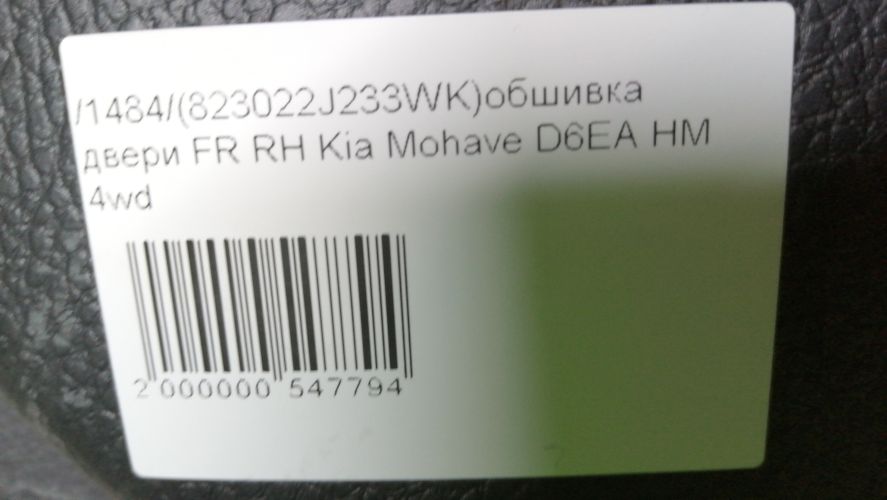 /1484/(823022J233WK)обшивка
двери FR RH Kia Mohave D6EA HM
4wd
2 000000 547794